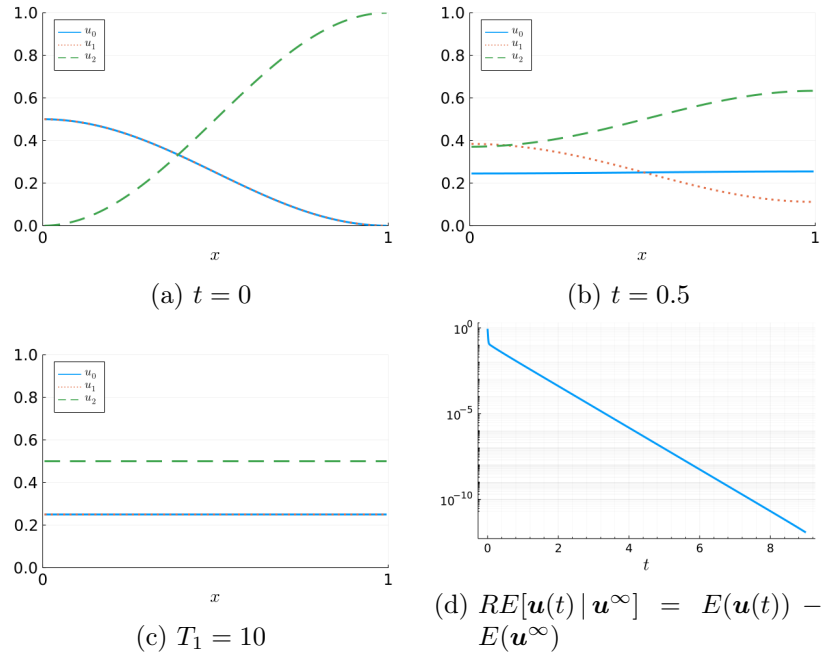 1.0
0.8
0.6
0.4
0.2
0.0
u₀
u₁
u₂
0 1
x
(a) t = 0
1.0
0.8
0.6
0.4
0.2
0.0
u₀
u₁
u₂
0 1
x
(b) t = 0.5
1.0
0.8
0.6
0.4
0.2
0.0
u₀
u₁
u₂
0 1
x
(c) T₁ = 10
10⁰
10⁻⁵
10⁻¹⁰
0 2 4 6 8
t
(d) RE[u(t) | u^∞] = E(u(t)) −
E(u^∞)